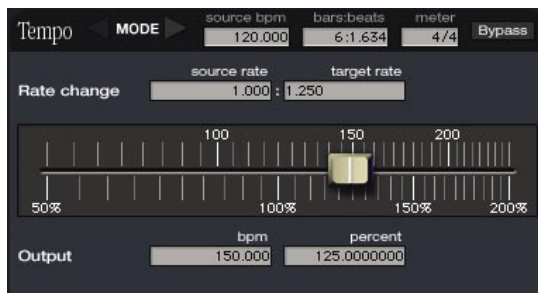 source bpm bars:beats meter
Tempo MODE 120.000 6:1.634 4/4 Bypass
source rate target rate
Rate change 1.000 : 1.250
100 150 200
50% 100% 150% 200%
bpm percent
Output 150.000 125.0000000